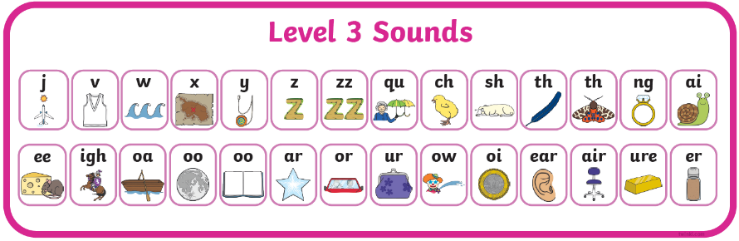 Level 3 Sounds
j v w x y z zz qu ch sh th th ng ai
ee igh oa oo oo ar or ur ow oi ear air ure er